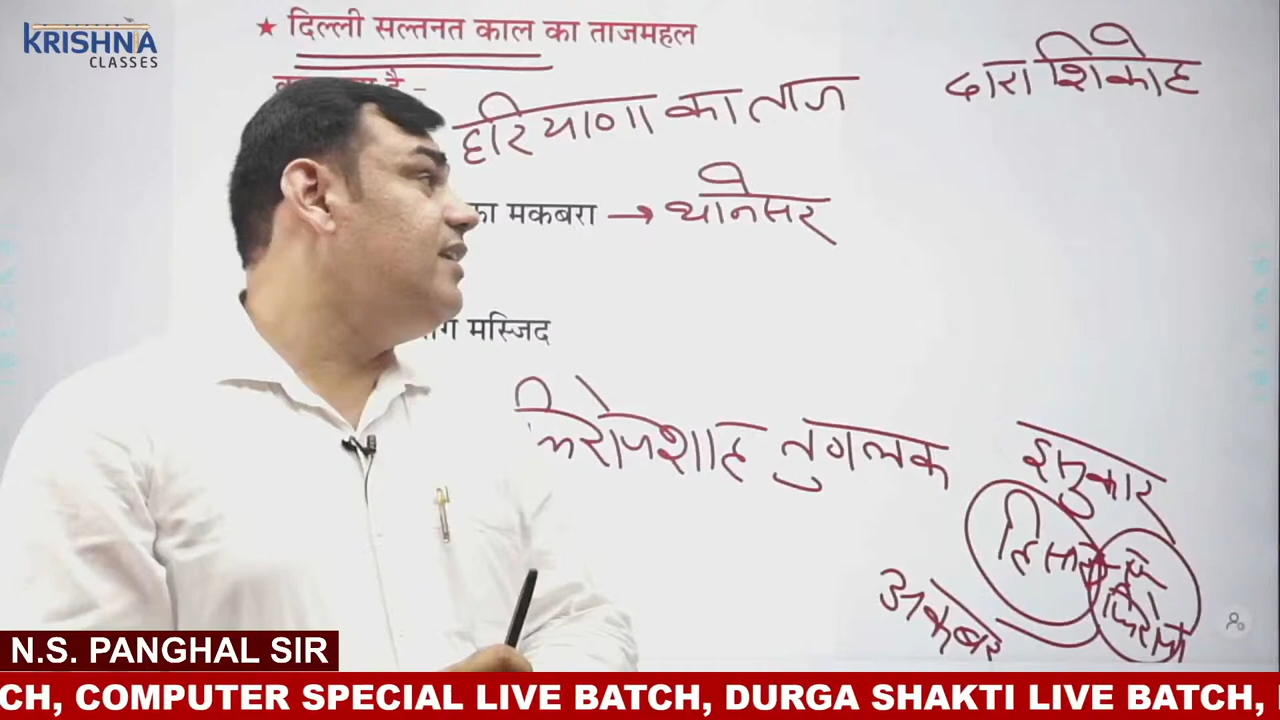 KRISHNA
CLASSES
★ दिल्ली सल्तनत काल का ताजमहल
हरियाणा का ताज
दारा शिकोह
का मकबरा → थानेसर
मस्जिद
फिरोजशाह तुगलक
हिसार
अकबर
N.S. PANGHAL SIR
CH, COMPUTER SPECIAL LIVE BATCH, DURGA SHAKTI LIVE BATCH,